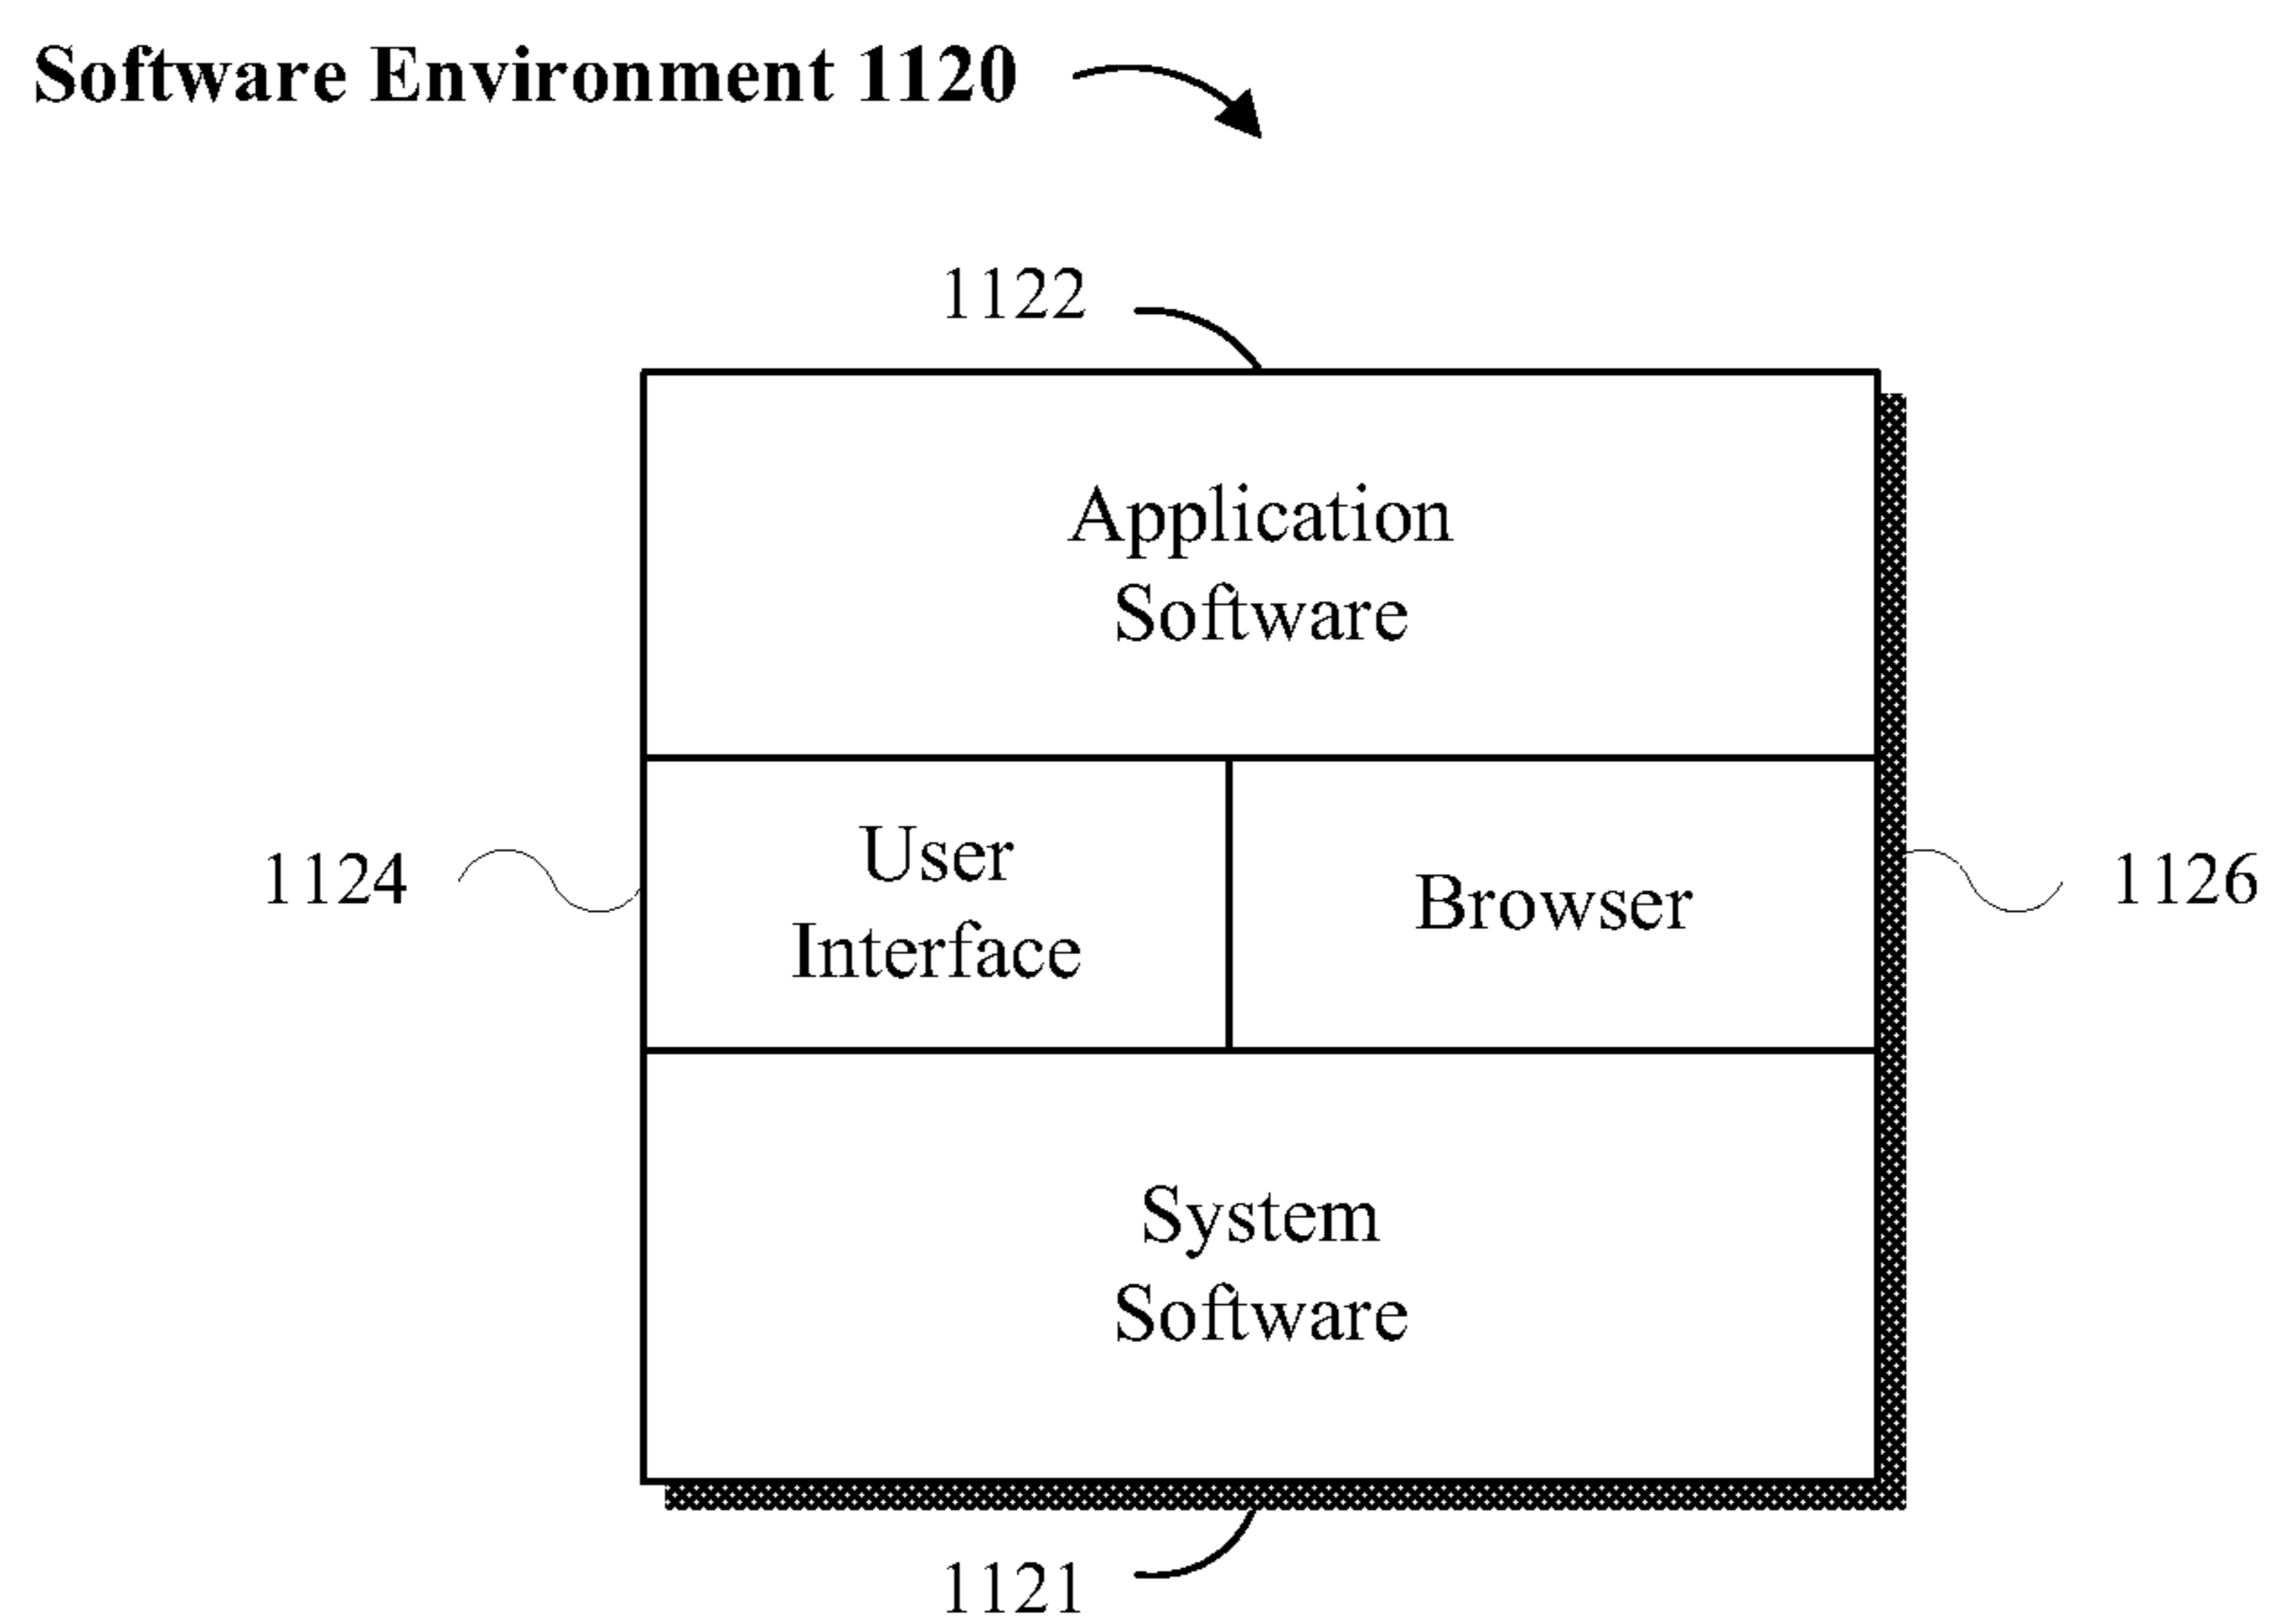 Software Environment 1120
1122
Application
Software
1124
User
Interface
Browser
1126
System
Software
1121